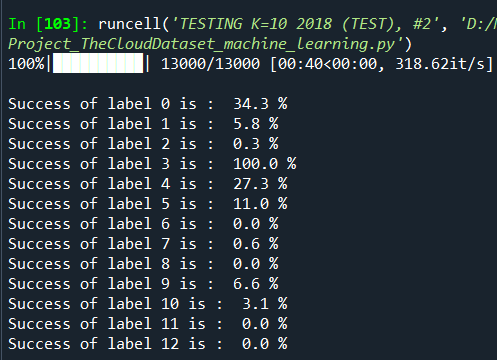 In [103]: runcell('TESTING K=10 2018 (TEST), #2', 'D:/
Project_TheCloudDataset_machine_learning.py')
100%|██████████| 13000/13000 [00:40<00:00, 318.62it/s]
Success of label 0 is :  34.3 %
Success of label 1 is :  5.8 %
Success of label 2 is :  0.3 %
Success of label 3 is :  100.0 %
Success of label 4 is :  27.3 %
Success of label 5 is :  11.0 %
Success of label 6 is :  0.0 %
Success of label 7 is :  0.6 %
Success of label 8 is :  0.0 %
Success of label 9 is :  6.6 %
Success of label 10 is :  3.1 %
Success of label 11 is :  0.0 %
Success of label 12 is :  0.0 %